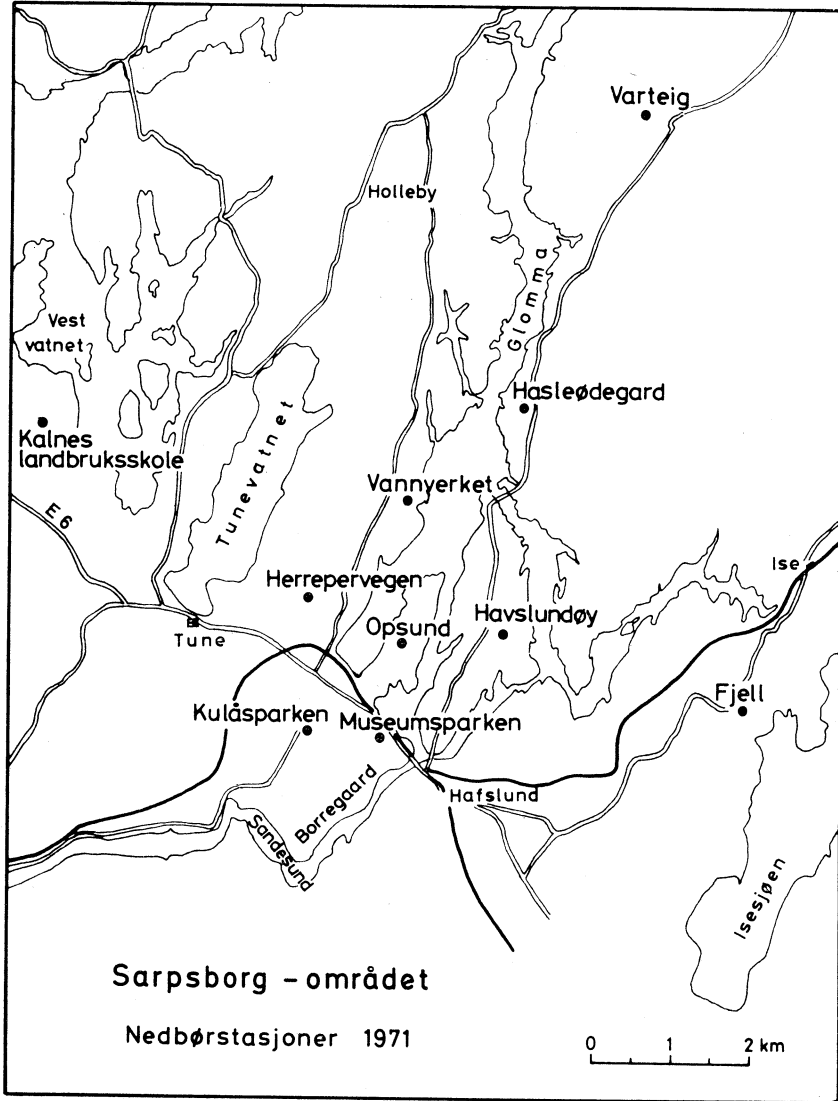 Varteig
Holleby
Glomma
Vest
vatnet
Hasleødegard
Kalnes
landbruksskole
Tunevatnet
Vannverket
E6
Ise
Herrepervegen
Havslundøy
Opsund
Tune
Fjell
Kulåsparken
Museumsparken
Borregaard
Hafslund
Sandesund
Isesjøen
Sarpsborg – området
Nedbørstasjoner 1971
0 1 2 km